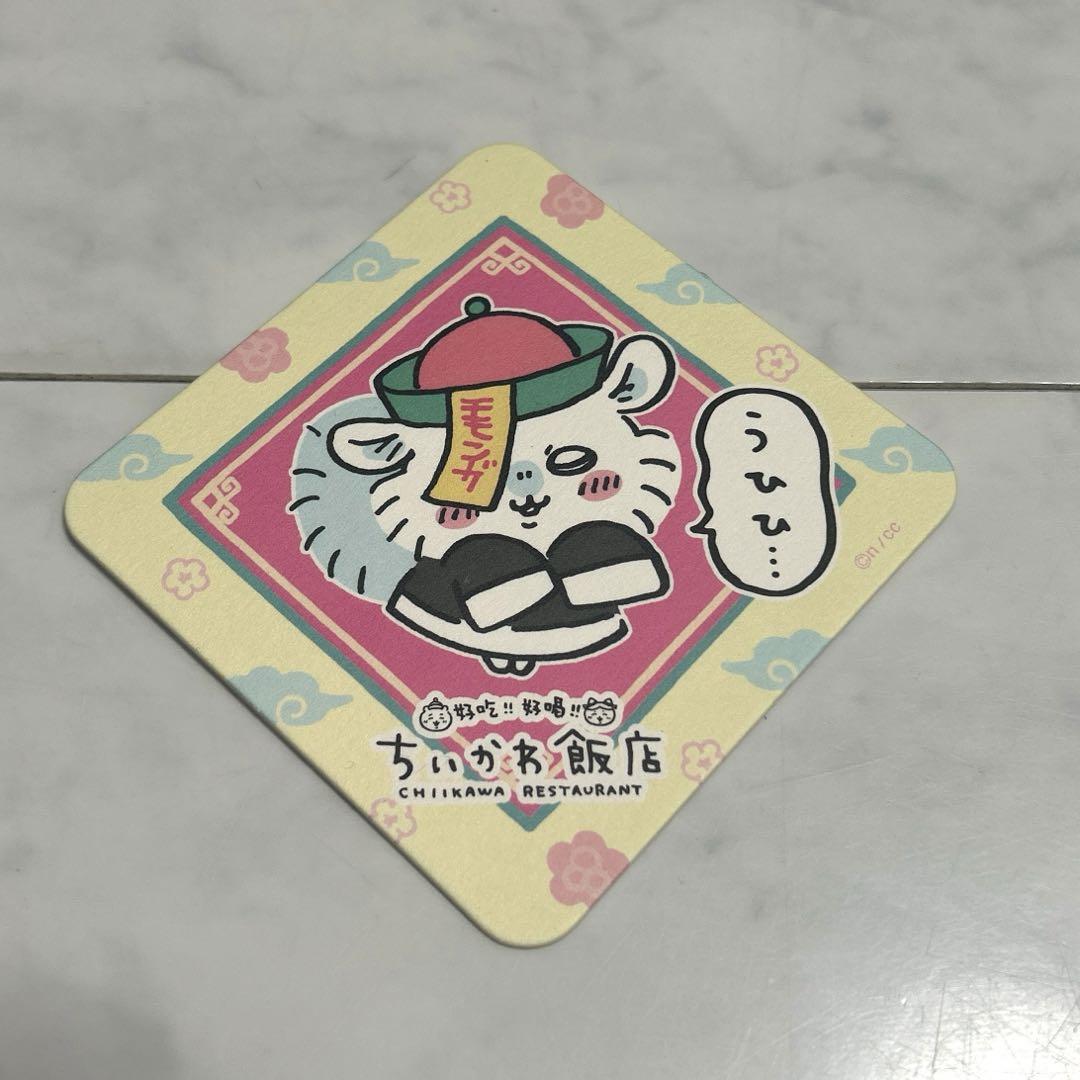 モモンガ
うひひ…
©n/cc
好吃!! 好喝!!
ちいかわ飯店
CHIIKAWA RESTAURANT